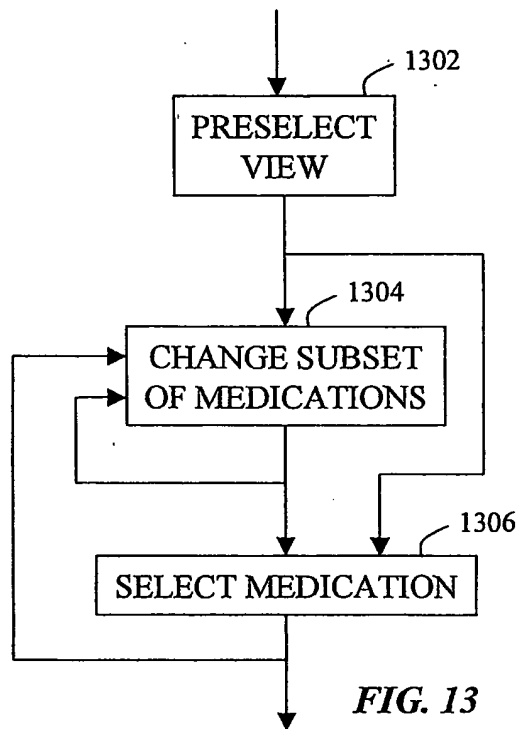 1302
PRESELECT
VIEW
1304
CHANGE SUBSET
OF MEDICATIONS
1306
SELECT MEDICATION
FIG. 13